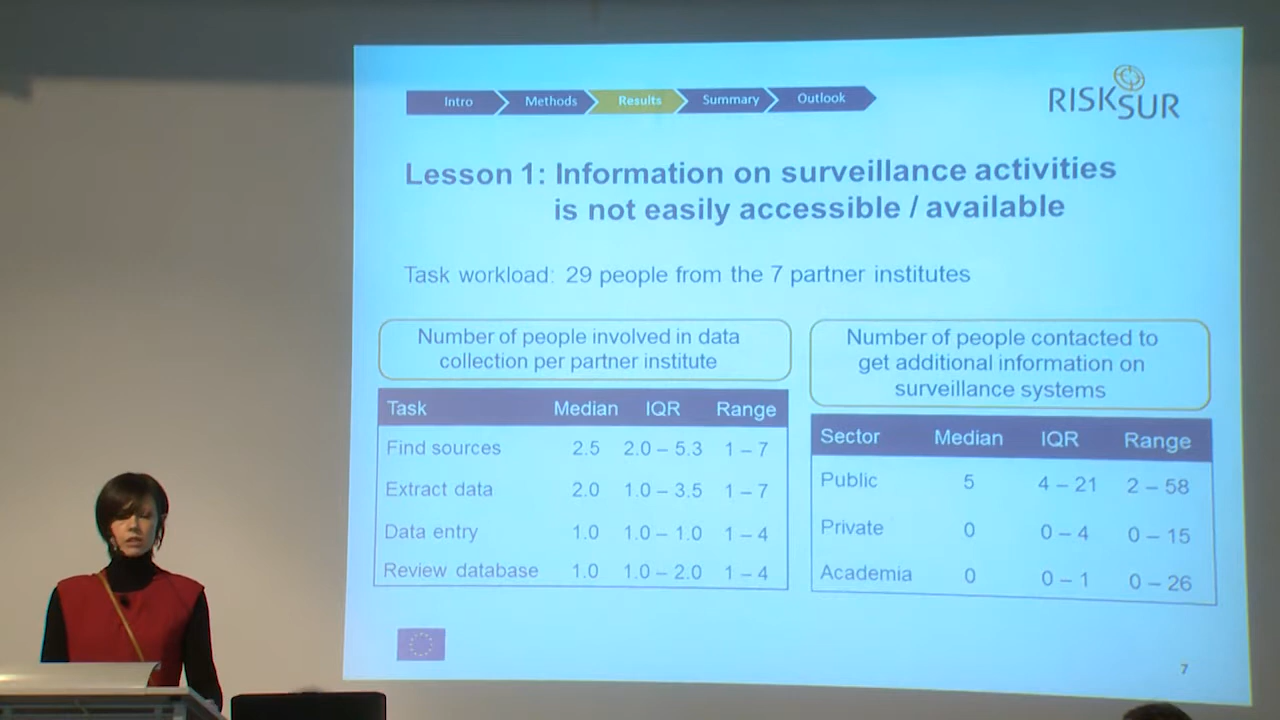 Intro Methods Results Summary Outlook
RISKSUR
Lesson 1: Information on surveillance activities
is not easily accessible / available
Task workload: 29 people from the 7 partner institutes
Number of people involved in data
collection per partner institute
Task Median IQR Range
Find sources 2.5 2.0 – 5.3 1 – 7
Extract data 2.0 1.0 – 3.5 1 – 7
Data entry 1.0 1.0 – 1.0 1 – 4
Review database 1.0 1.0 – 2.0 1 – 4
Number of people contacted to
get additional information on
surveillance systems
Sector Median IQR Range
Public 5 4 – 21 2 – 58
Private 0 0 – 4 0 – 15
Academia 0 0 – 1 0 – 26
7